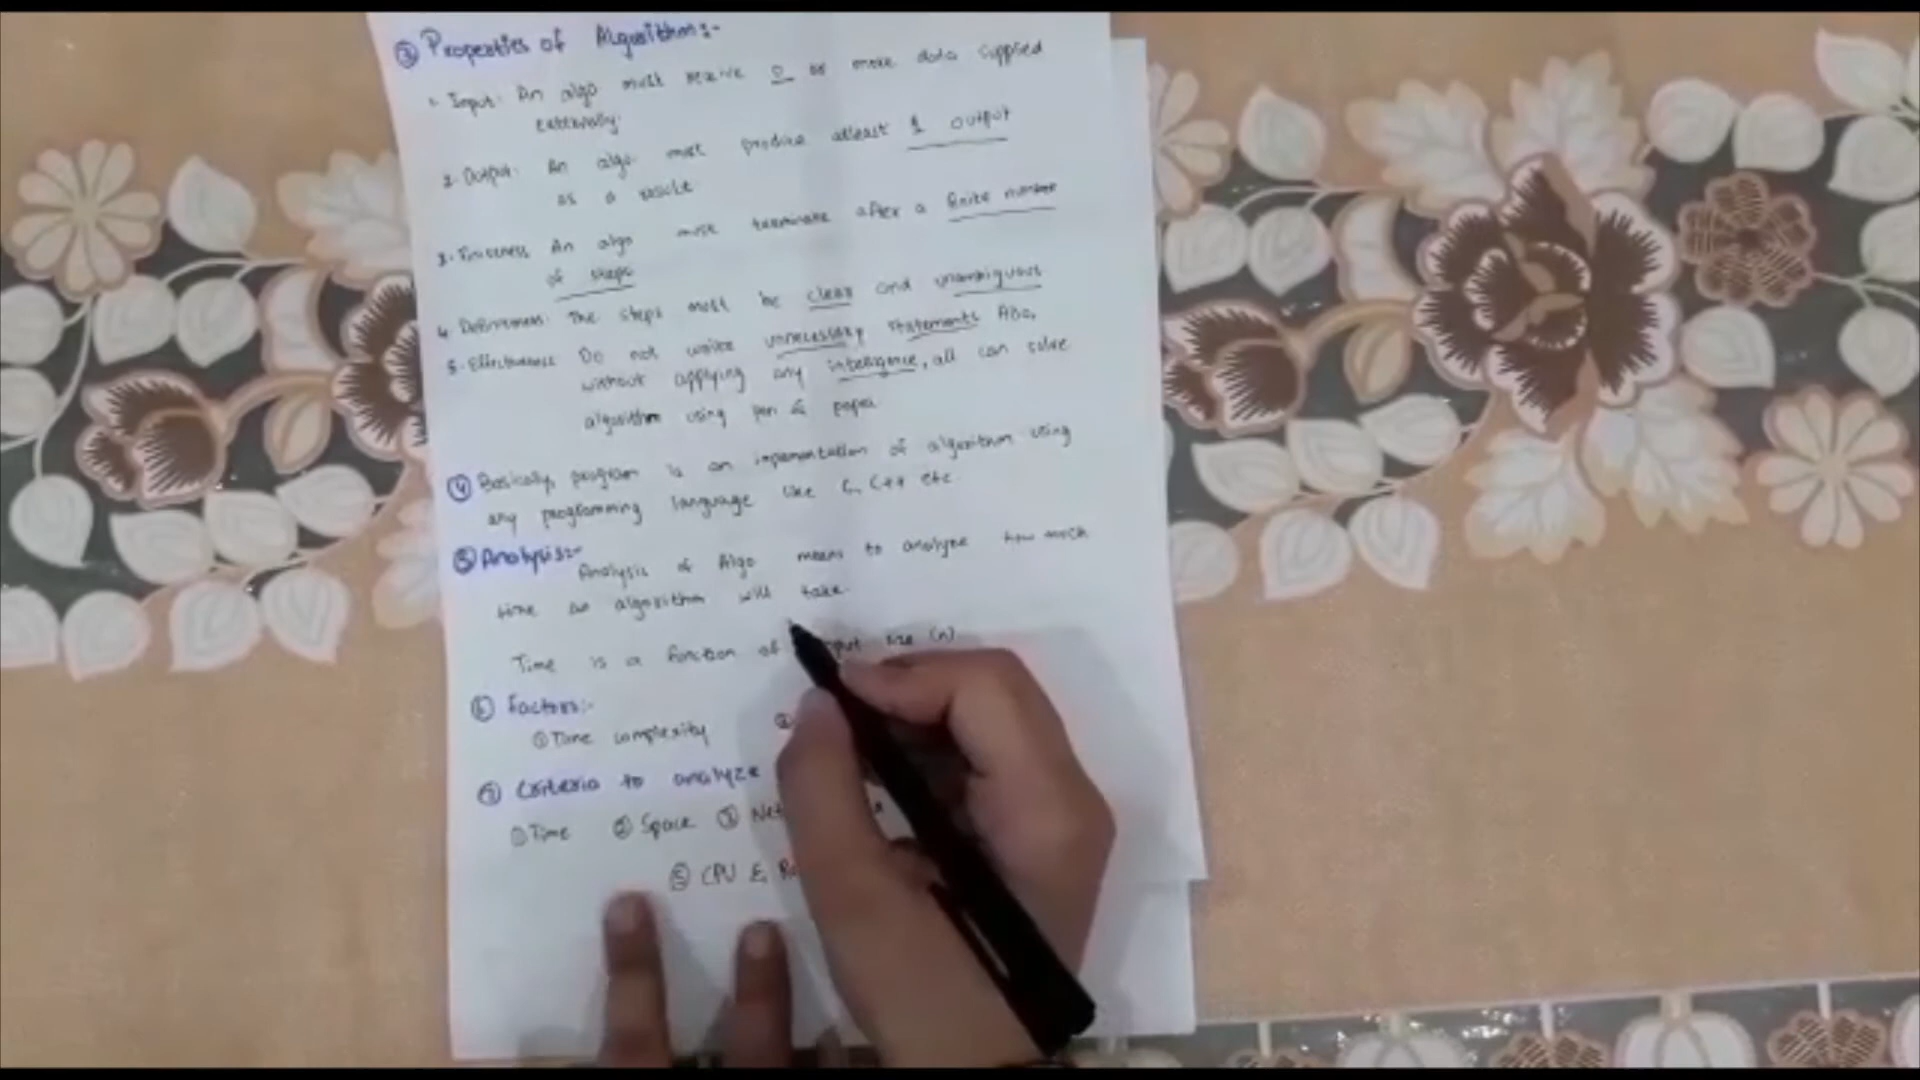 ③ Properties of Algorithm:-
1. Input: An algo must receive 0 or more data supplied
externally.
2. Output: An algo must produce atleast 1 output
as a result
3. Finiteness An algo must terminate after a finite number
of steps
4. Definiteness: The steps must be clear and unambiguous
5. Effectiveness Do not write unnecessary statements Also,
without applying any intelligence, all can solve
algorithm using pen & paper
④ Basically, program is an
of algorithm using
any programming language like C, C++ etc
⑤ Analysis:-
Analysis of Algo means to analyze how much
time an algorithm will take.
Time is a function of input size (n)
⑥ Factors:-
① Time complexity ②
⑦ Criteria to analyze
① Time ② Space ③ Net
⑤ CPU &